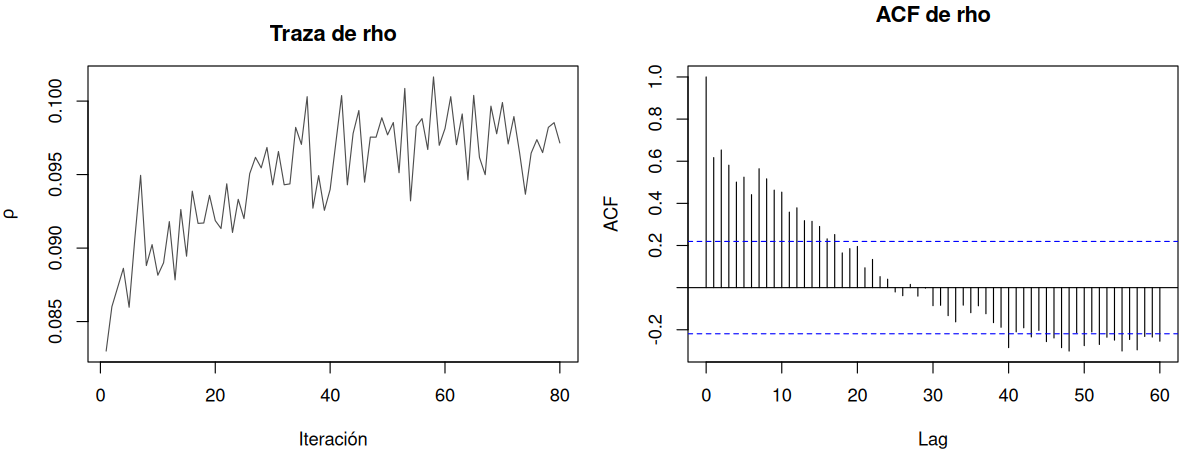 Traza de rho
ρ
0.085 0.090 0.095 0.100
0 20 40 60 80
Iteración
ACF de rho
ACF
-0.2 0.2 0.4 0.6 0.8 1.0
0 10 20 30 40 50 60
Lag